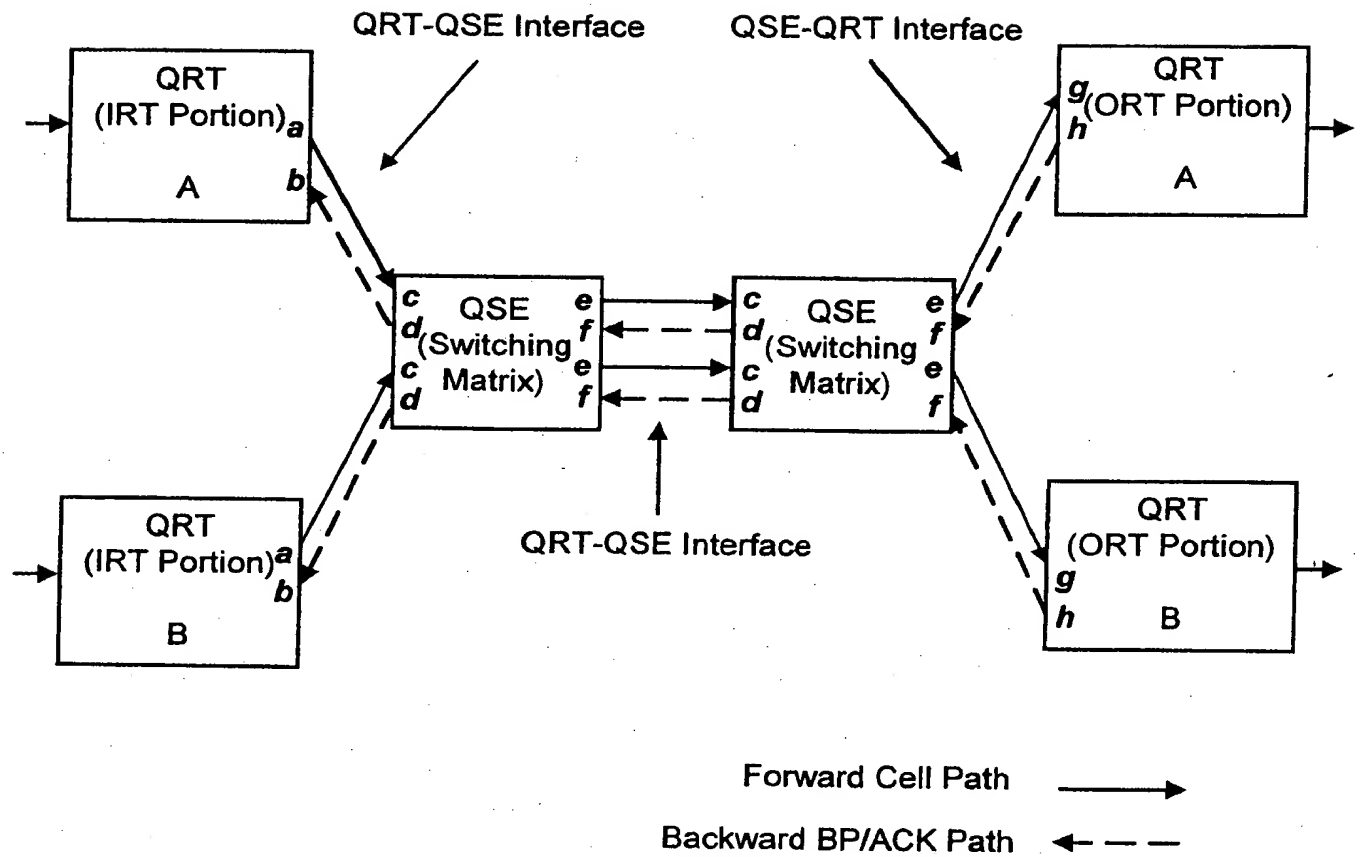 QRT-QSE Interface
QSE-QRT Interface
QRT
(IRT Portion)
a
b
A
QRT
(ORT Portion)
g
h
A
c
d
c
d
QSE
(Switching
Matrix)
e
f
e
f
c
d
c
d
QSE
(Switching
Matrix)
e
f
e
f
QRT-QSE Interface
QRT
(IRT Portion)
a
b
B
QRT
(ORT Portion)
g
h
B
Forward Cell Path
Backward BP/ACK Path